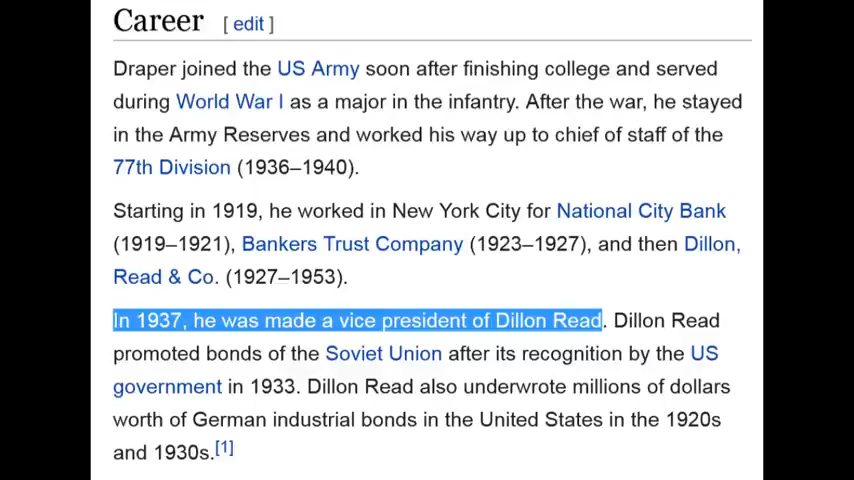 Career [ edit ]
Draper joined the US Army soon after finishing college and served
during World War I as a major in the infantry. After the war, he stayed
in the Army Reserves and worked his way up to chief of staff of the
77th Division (1936–1940).
Starting in 1919, he worked in New York City for National City Bank
(1919–1921), Bankers Trust Company (1923–1927), and then Dillon,
Read & Co. (1927–1953).
In 1937, he was made a vice president of Dillon Read. Dillon Read
promoted bonds of the Soviet Union after its recognition by the US
government in 1933. Dillon Read also underwrote millions of dollars
worth of German industrial bonds in the United States in the 1920s
and 1930s.[1]